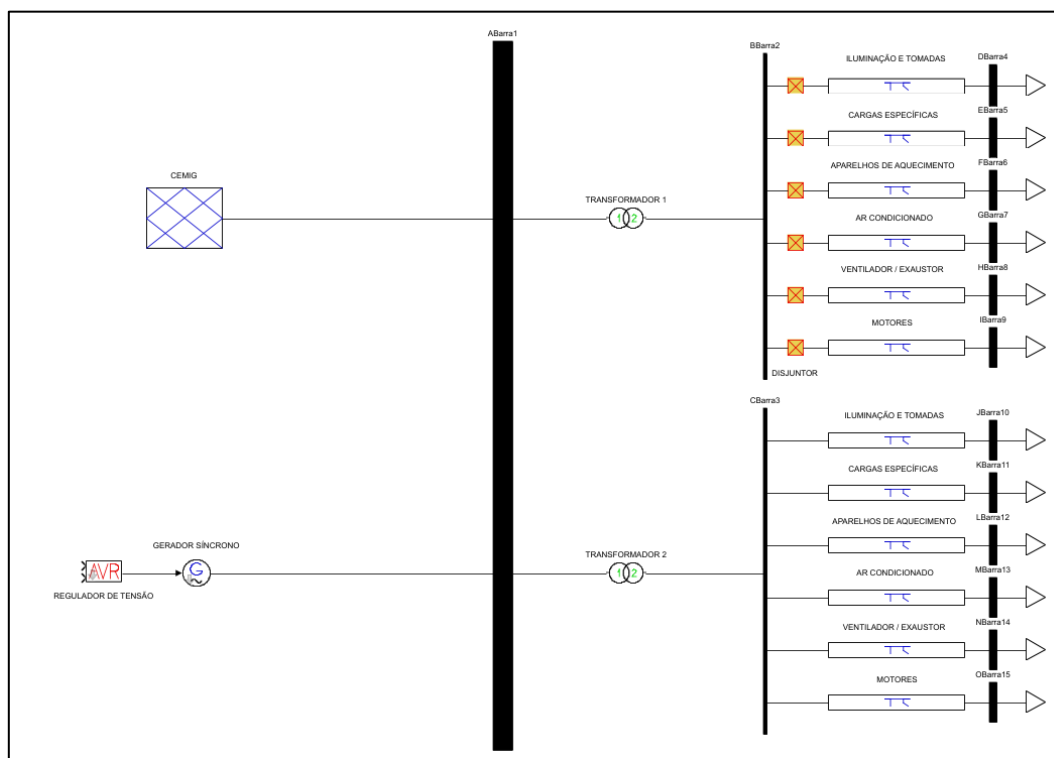 ABarra1
BBarra2
ILUMINAÇÃO E TOMADAS
DBarra4
CARGAS ESPECÍFICAS
EBarra5
CEMIG
APARELHOS DE AQUECIMENTO
FBarra6
TRANSFORMADOR 1
1 2
AR CONDICIONADO
GBarra7
VENTILADOR / EXAUSTOR
HBarra8
MOTORES
IBarra9
DISJUNTOR
CBarra3
ILUMINAÇÃO E TOMADAS
JBarra10
CARGAS ESPECÍFICAS
KBarra11
APARELHOS DE AQUECIMENTO
LBarra12
GERADOR SÍNCRONO
G
AVR
REGULADOR DE TENSÃO
TRANSFORMADOR 2
1 2
AR CONDICIONADO
MBarra13
VENTILADOR / EXAUSTOR
NBarra14
MOTORES
OBarra15